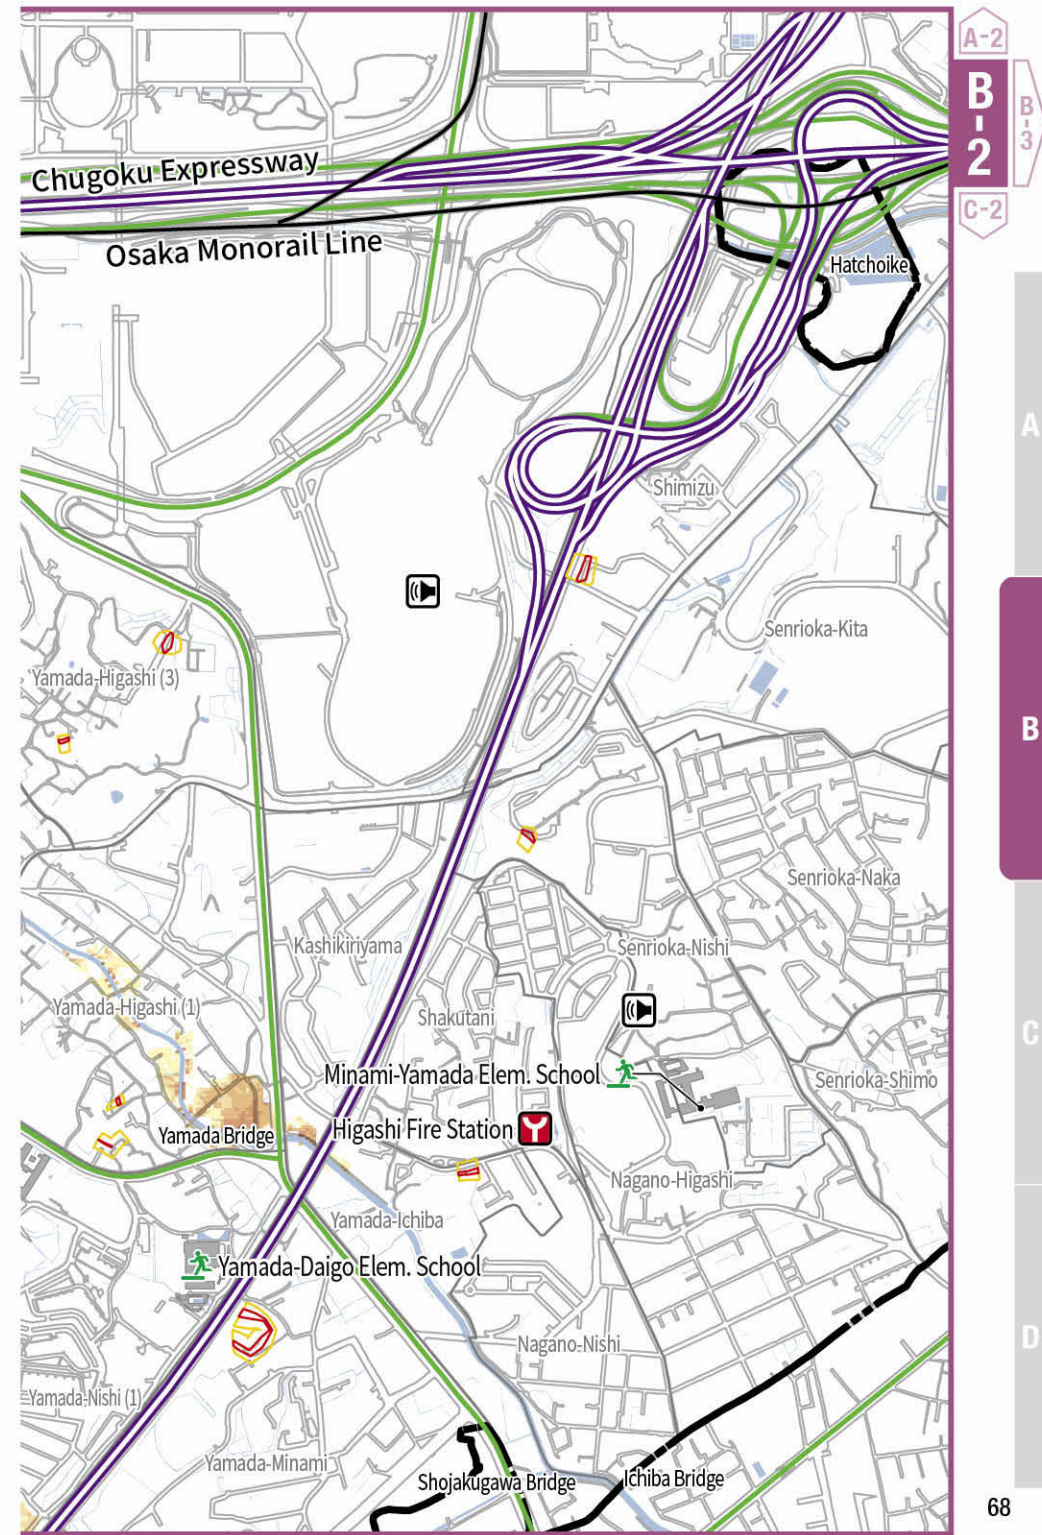 A-2
B-2
B-3
C-2
Chugoku Expressway
Osaka Monorail Line
Hatchoike
A
Shimizu
Senrioka-Kita
Yamada-Higashi (3)
B
Senrioka-Naka
Kashikiriyama
Senrioka-Nishi
Yamada-Higashi (1)
Shakutani
C
Minami-Yamada Elem. School
Senrioka-Shimo
Yamada Bridge
Higashi Fire Station
Nagano-Higashi
Yamada-Ichiba
Yamada-Daigo Elem. School
Nagano-Nishi
D
Yamada-Nishi (1)
Yamada-Minami
Shojakugawa Bridge
Ichiba Bridge
68